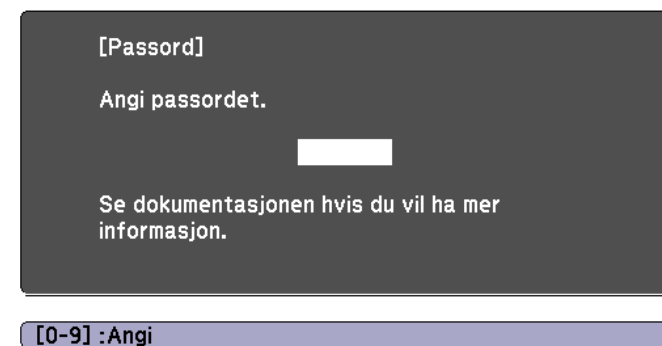 [Passord]
Angi passordet.
Se dokumentasjonen hvis du vil ha mer
informasjon.
[0-9] :Angi